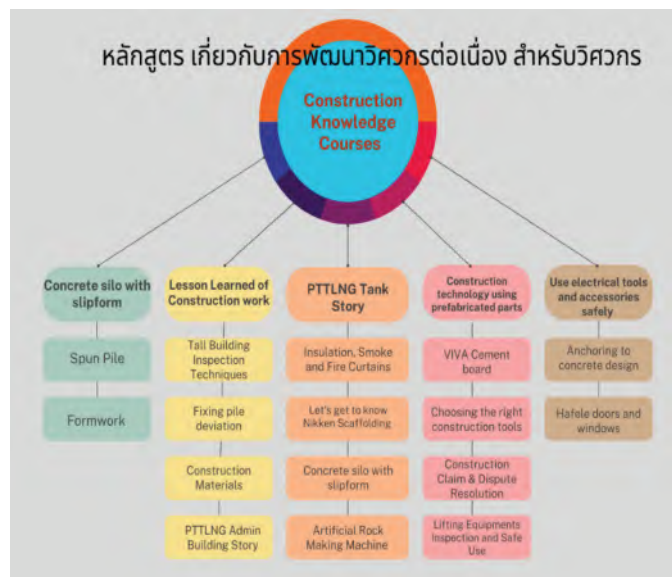 หลักสูตร เกี่ยวกับการพัฒนาวิศวกรต่อเนื่อง สำหรับวิศวกร
Construction
Knowledge
Courses
Concrete silo with
slipform
Spun Pile
Formwork
Lesson Learned of
Construction work
Tall Building
Inspection
Techniques
Fixing pile
deviation
Construction
Materials
PTTLNG Admin
Building Story
PTTLNG Tank
Story
Insulation, Smoke
and Fire Curtains
Let's get to know
Nikken Scaffolding
Concrete silo with
slipform
Artificial Rock
Making Machine
Construction
technology using
prefabricated parts
VIVA Cement
board
Choosing the right
construction tools
Construction
Claim & Dispute
Resolution
Lifting Equipments
Inspection and Safe
Use
Use electrical tools
and accessories
safely
Anchoring to
concrete design
Hafele doors and
windows